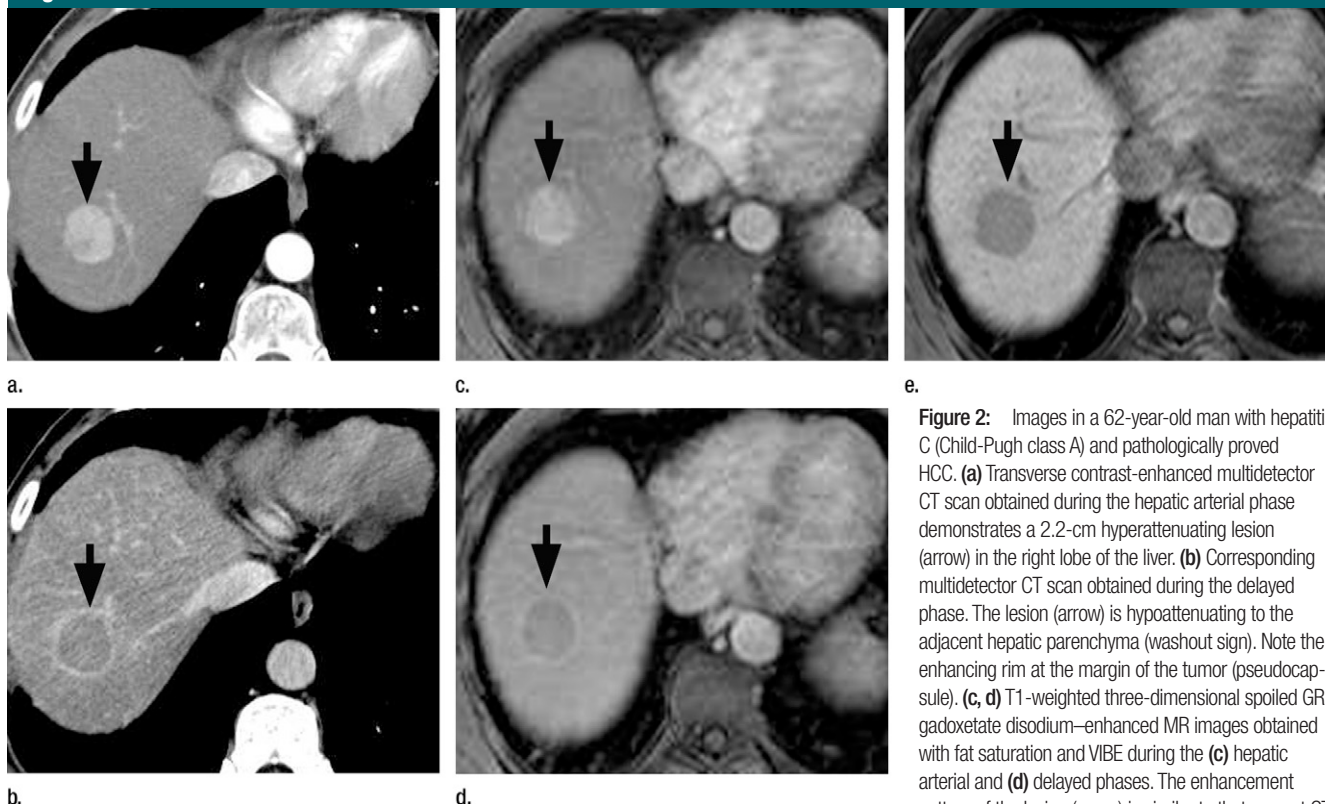 a.
c.
e.
b.
d.
Figure 2: Images in a 62-year-old man with hepatiti
C (Child-Pugh class A) and pathologically proved
HCC. (a) Transverse contrast-enhanced multidetector
CT scan obtained during the hepatic arterial phase
demonstrates a 2.2-cm hyperattenuating lesion
(arrow) in the right lobe of the liver. (b) Corresponding
multidetector CT scan obtained during the delayed
phase. The lesion (arrow) is hypoattenuating to the
adjacent hepatic parenchyma (washout sign). Note the
enhancing rim at the margin of the tumor (pseudocap-
sule). (c, d) T1-weighted three-dimensional spoiled GR
gadoxetate disodium–enhanced MR images obtained
with fat saturation and VIBE during the (c) hepatic
arterial and (d) delayed phases. The enhancement